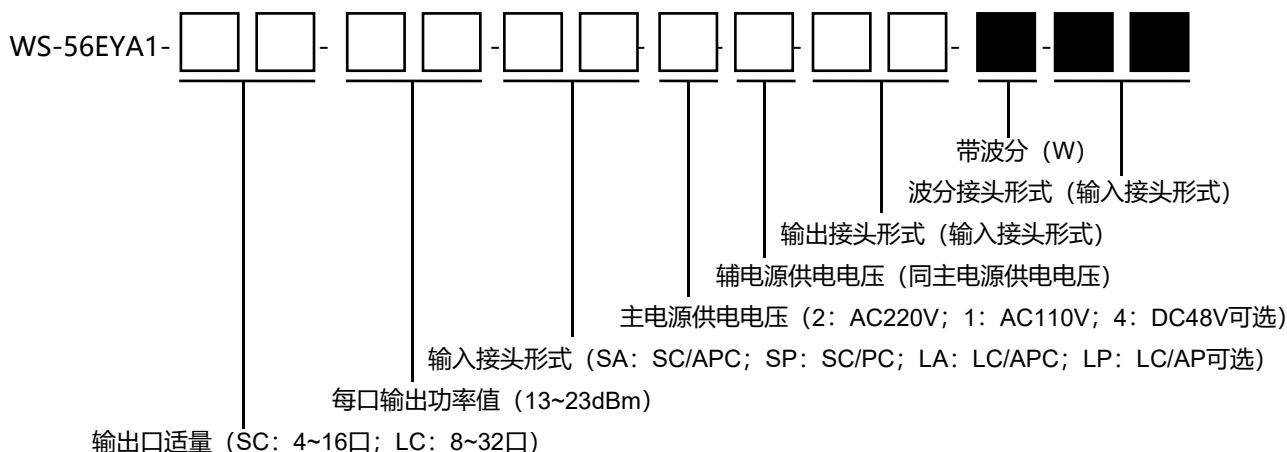 WS-56EYA1- - - - - - - -
带波分（W）
波分接头形式（输入接头形式）
输出接头形式（输入接头形式）
辅电源供电电压（同主电源供电电压）
主电源供电电压（2：AC220V；1：AC110V；4：DC48V可选）
输入接头形式（SA：SC/APC；SP：SC/PC；LA：LC/APC；LP：LC/AP可选）
每口输出功率值（13~23dBm）
输出口适量（SC：4~16口；LC：8~32口）